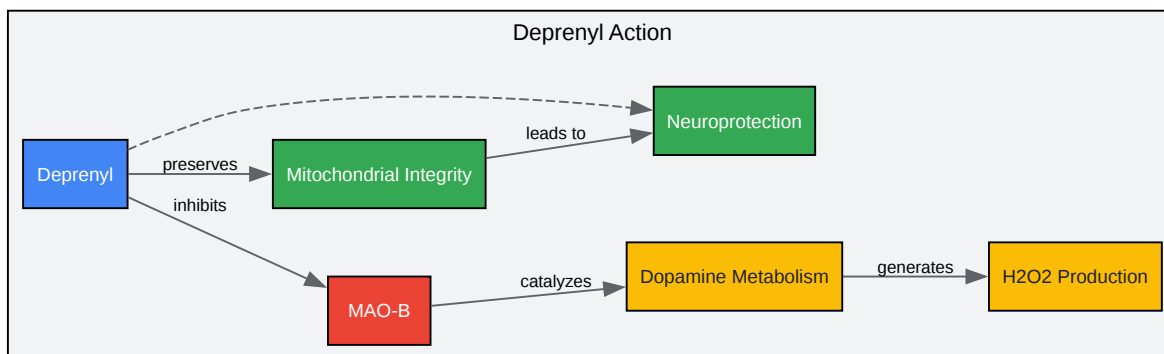 Deprenyl Action
Neuroprotection
leads to
preserves
Deprenyl
Mitochondrial Integrity
inhibits
Dopamine Metabolism
generates
H2O2 Production
catalyzes
MAO-B